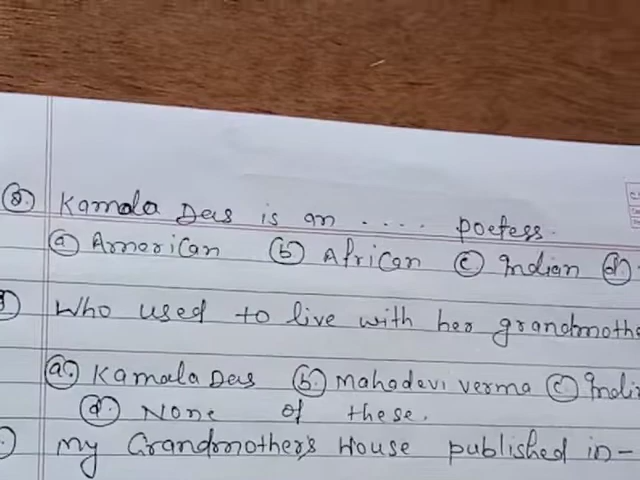 8. Kamala Das is an .... poetess.
a American b African c Indian d
Who used to live with her grandmothe
a. Kamala Das b. Mahadevi verma c. Indi
d. None of these.
My Grandmother's House published in-